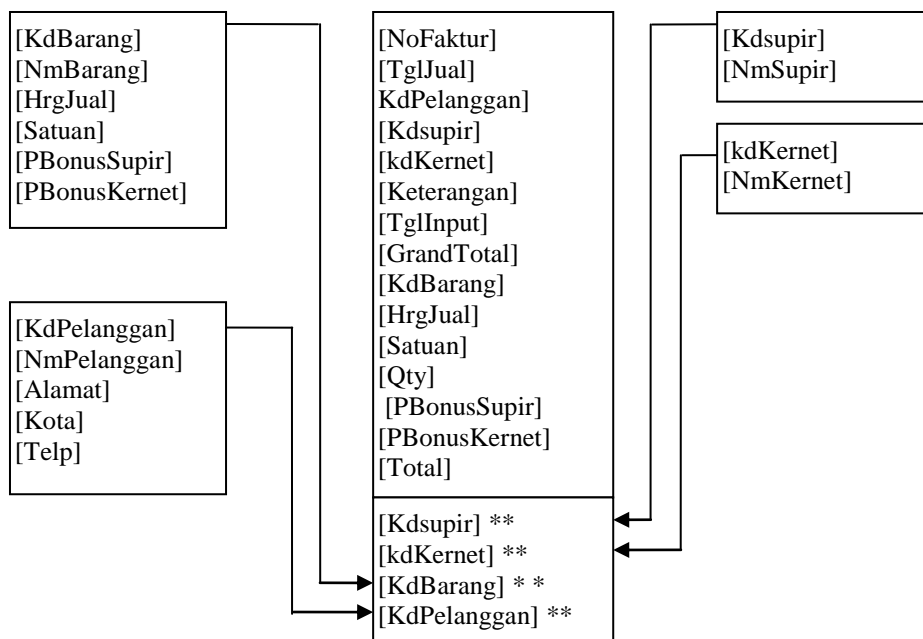 [KdBarang]
[NmBarang]
[HrgJual]
[Satuan]
[PBonusSupir]
[PBonusKernet]
[KdPelanggan]
[NmPelanggan]
[Alamat]
[Kota]
[Telp]
[NoFaktur]
[TglJual]
KdPelanggan]
[Kdsupir]
[kdKernet]
[Keterangan]
[TglInput]
[GrandTotal]
[KdBarang]
[HrgJual]
[Satuan]
[Qty]
[PBonusSupir]
[PBonusKernet]
[Total]
[Kdsupir] **
[kdKernet] **
[KdBarang] * *
[KdPelanggan] **
[Kdsupir]
[NmSupir]
[kdKernet]
[NmKernet]